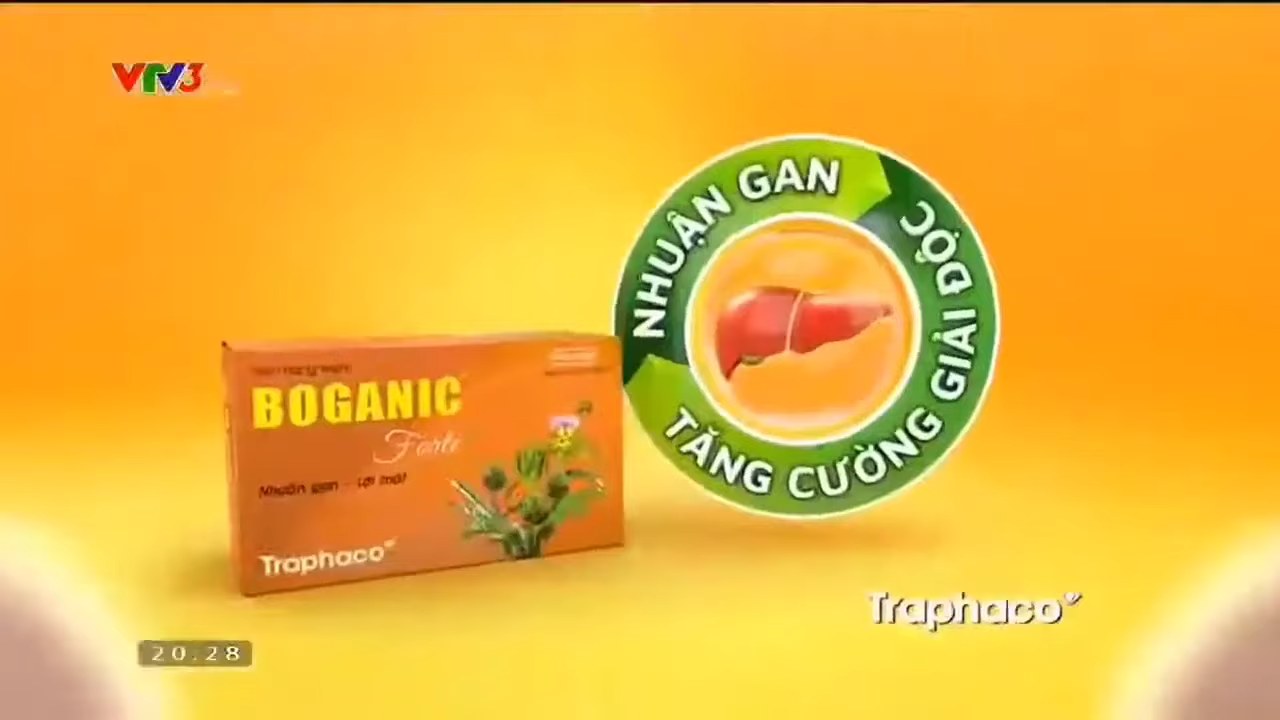 VTV3
NHUẬN GAN
TĂNG CƯỜNG GIẢI ĐỘC
BOGANIC
Forte
Nhuận gan - Lợi mật
Traphaco
Traphaco
20.28